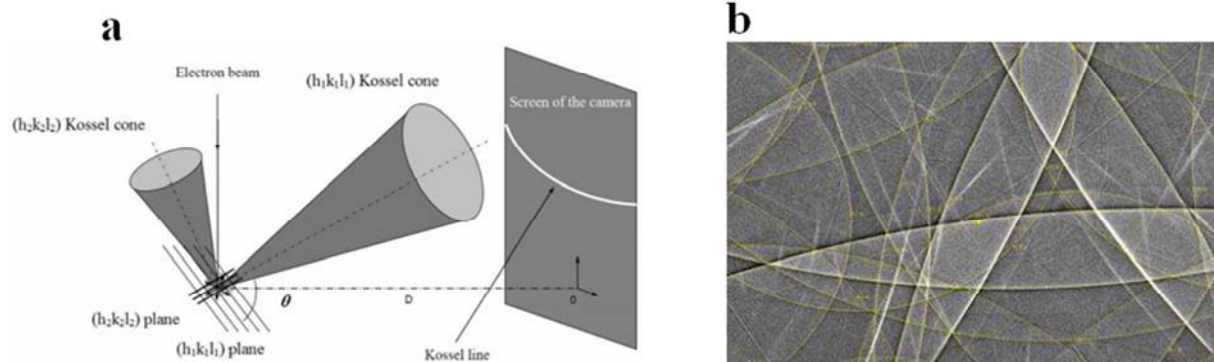 a
b
Electron beam
(h₁k₁l₁) Kossel cone
(h₂k₂l₂) Kossel cone
Screen of the camera
θ
D
O
(h₂k₂l₂) plane
(h₁k₁l₁) plane
Kossel line